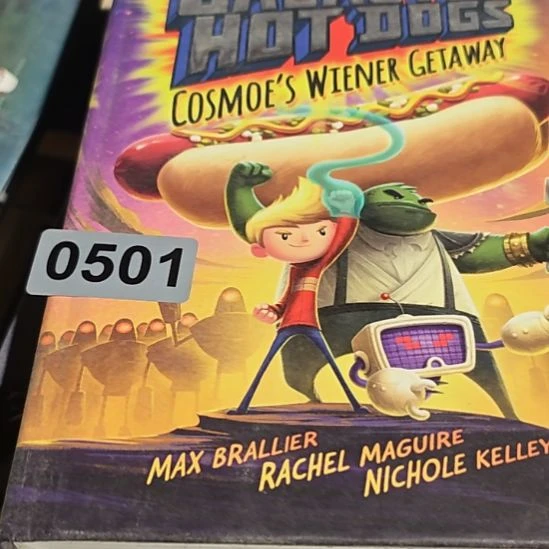 HOT DOGS
COSMOE'S WIENER GETAWAY
0501
MAX BRALLIER
RACHEL MAGUIRE
NICHOLE KELLEY